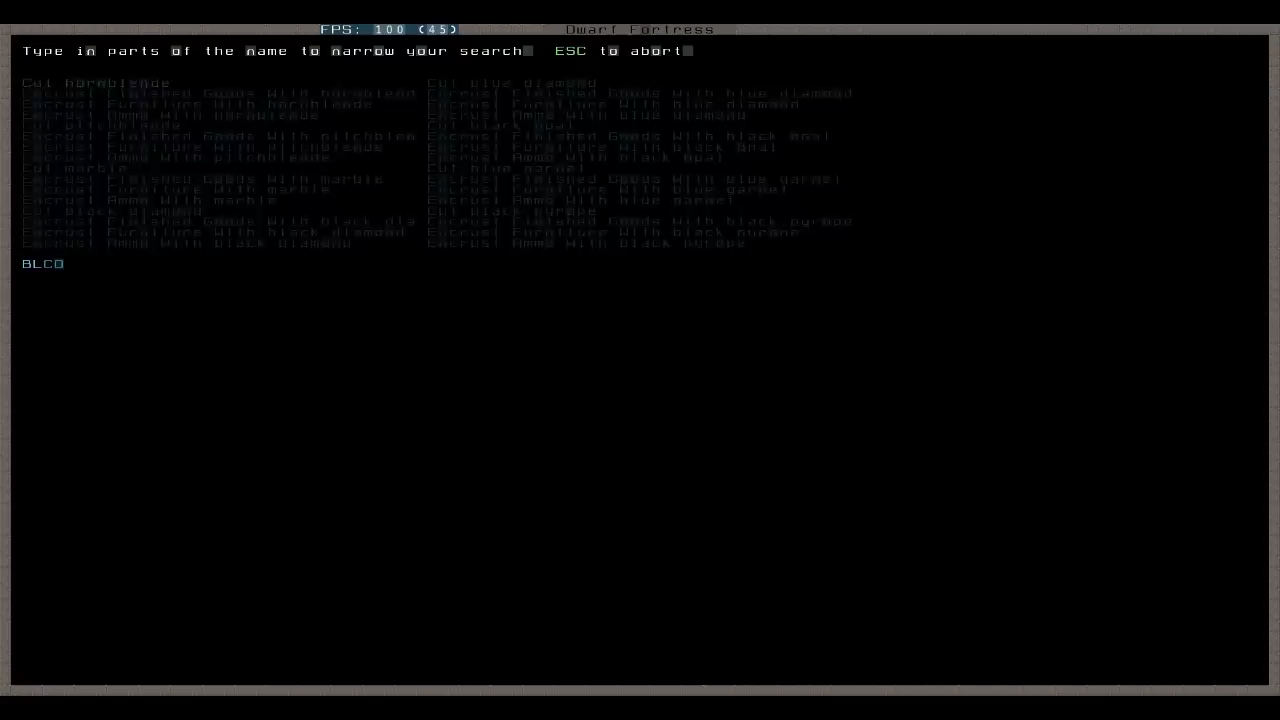 FPS: 100 (45) Dwarf Fortress
Type in parts of the name to narrow your search ESC to abort
Cut hornblende Cut blue diamond
Encrust Finished Goods With hornblend Encrust Finished Goods With blue diamond
Encrust Furniture With hornblende Encrust Furniture With blue diamond
Encrust Ammo With hornblende Encrust Ammo With blue diamond
Cut pitchblende Cut black opal
Encrust Finished Goods With pitchblen Encrust Finished Goods With black opal
Encrust Furniture With pitchblende Encrust Furniture With black opal
Encrust Ammo With pitchblende Encrust Ammo With black opal
Cut marble Cut blue garnet
Encrust Finished Goods With marble Encrust Finished Goods With blue garnet
Encrust Furniture With marble Encrust Furniture With blue garnet
Encrust Ammo With marble Encrust Ammo With blue garnet
Cut black diamond Cut black pyrope
Encrust Finished Goods With black dia Encrust Finished Goods With black pyrope
Encrust Furniture With black diamond Encrust Furniture With black pyrope
Encrust Ammo With black diamond Encrust Ammo With black pyrope
BLCO